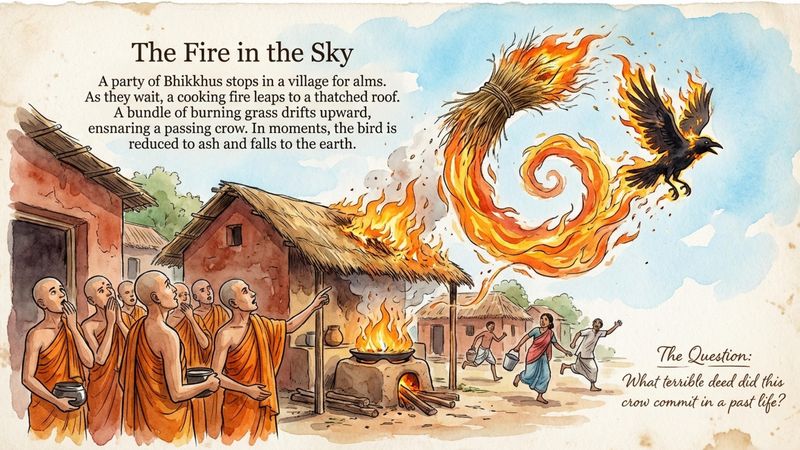 The Fire in the Sky
A party of Bhikkhus stops in a village for alms.
As they wait, a cooking fire leaps to a thatched roof.
A bundle of burning grass drifts upward,
ensnaring a passing crow. In moments, the bird is
reduced to ash and falls to the earth.
The Question:
What terrible deed did this
crow commit in a past life?